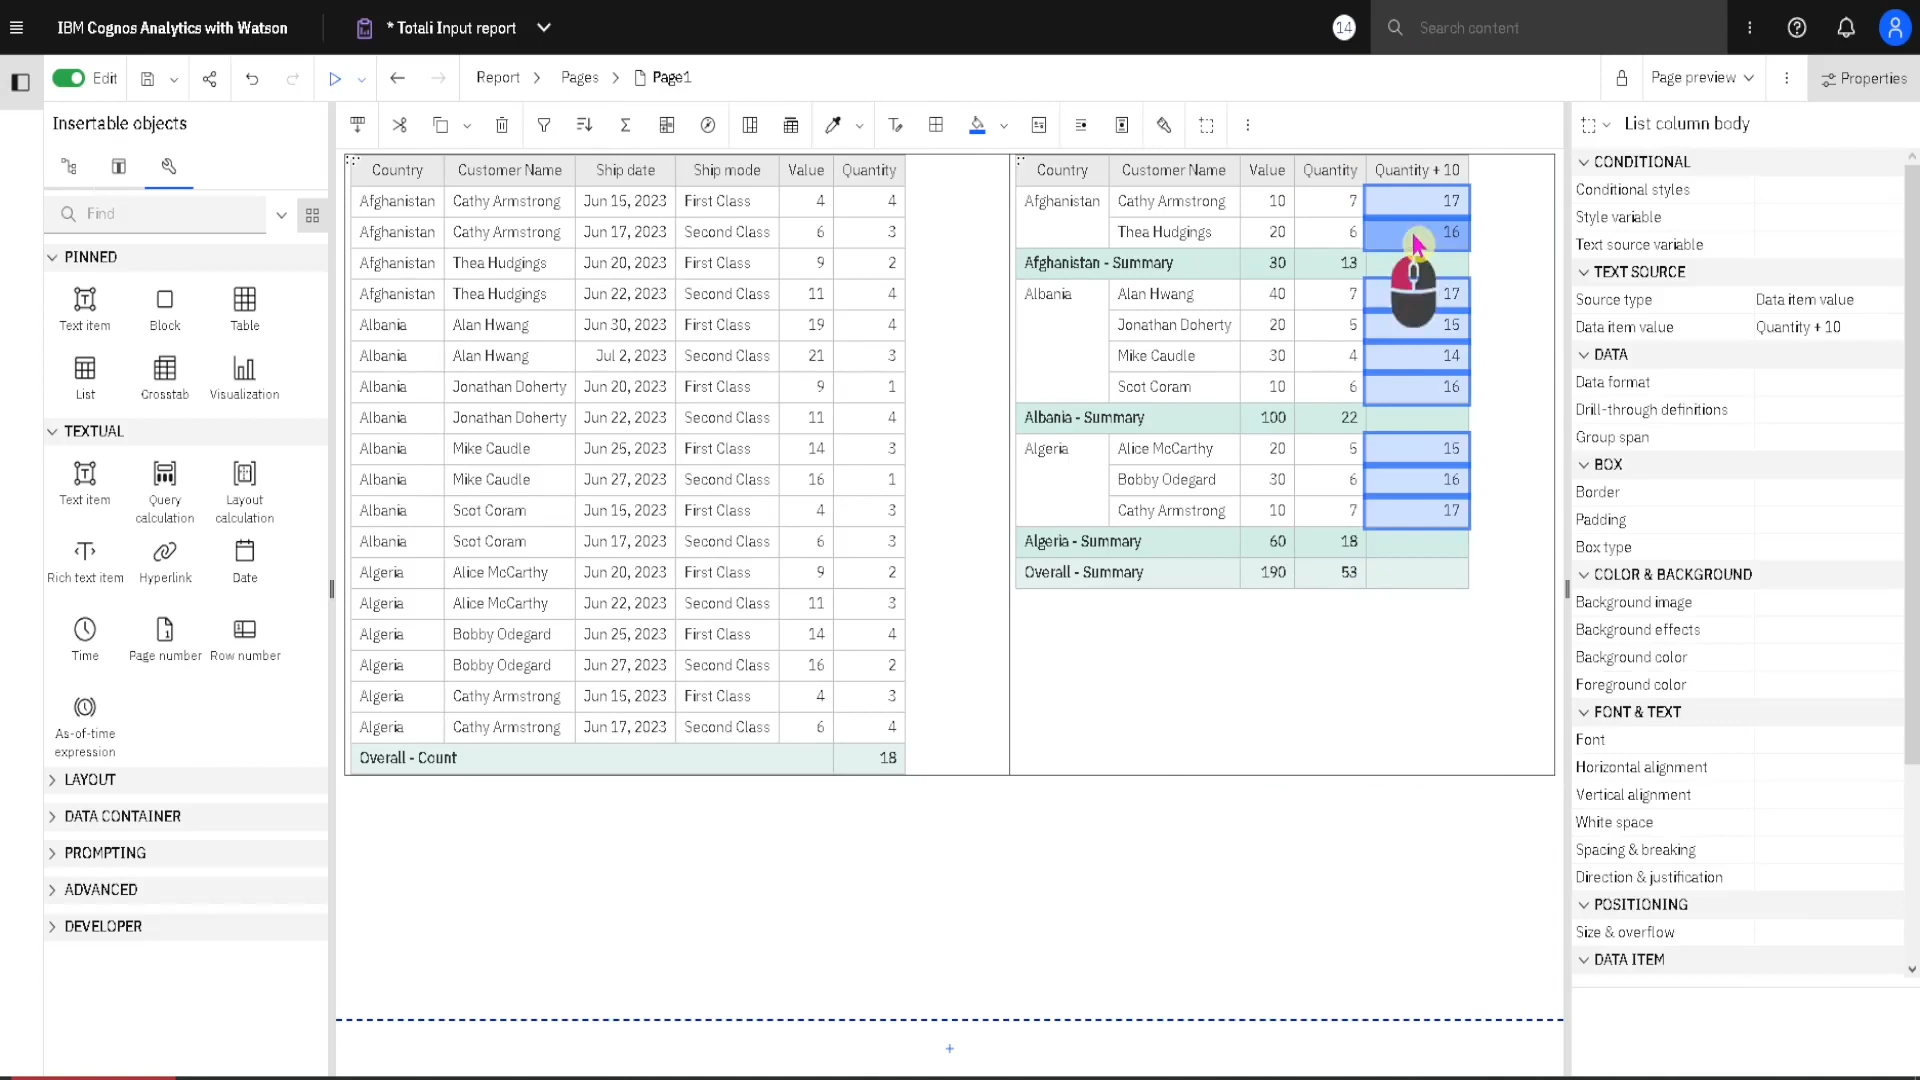 IBM Cognos Analytics with Watson
* Totali Input report
14
Search content
Edit
Report > Pages > Page1
Page preview
Properties
Insertable objects
Find
PINNED
Text item Block Table
List Crosstab Visualization
TEXTUAL
Text item Query calculation Layout calculation
Rich text item Hyperlink Date
Time Page number Row number
As-of-time expression
LAYOUT
DATA CONTAINER
PROMPTING
ADVANCED
DEVELOPER
Country Customer Name Ship date Ship mode Value Quantity
Afghanistan Cathy Armstrong Jun 15, 2023 First Class 4 4
Afghanistan Cathy Armstrong Jun 17, 2023 Second Class 6 3
Afghanistan Thea Hudgings Jun 20, 2023 First Class 9 2
Afghanistan Thea Hudgings Jun 22, 2023 Second Class 11 4
Albania Alan Hwang Jun 30, 2023 First Class 19 4
Albania Alan Hwang Jul 2, 2023 Second Class 21 3
Albania Jonathan Doherty Jun 20, 2023 First Class 9 1
Albania Jonathan Doherty Jun 22, 2023 Second Class 11 4
Albania Mike Caudle Jun 25, 2023 First Class 14 3
Albania Mike Caudle Jun 27, 2023 Second Class 16 1
Albania Scot Coram Jun 15, 2023 First Class 4 3
Albania Scot Coram Jun 17, 2023 Second Class 6 3
Algeria Alice McCarthy Jun 20, 2023 First Class 9 2
Algeria Alice McCarthy Jun 22, 2023 Second Class 11 3
Algeria Bobby Odegard Jun 25, 2023 First Class 14 4
Algeria Bobby Odegard Jun 27, 2023 Second Class 16 2
Algeria Cathy Armstrong Jun 15, 2023 First Class 4 3
Algeria Cathy Armstrong Jun 17, 2023 Second Class 6 4
Overall - Count 18
Country Customer Name Value Quantity Quantity + 10
Afghanistan Cathy Armstrong 10 7 17
Thea Hudgings 20 6 16
Afghanistan - Summary 30 13
Albania Alan Hwang 40 7 17
Jonathan Doherty 20 5 15
Mike Caudle 30 4 14
Scot Coram 10 6 16
Albania - Summary 100 22
Algeria Alice McCarthy 20 5 15
Bobby Odegard 30 6 16
Cathy Armstrong 10 7 17
Algeria - Summary 60 18
Overall - Summary 190 53
List column body
CONDITIONAL
Conditional styles
Style variable
Text source variable
TEXT SOURCE
Source type Data item value
Data item value Quantity + 10
DATA
Data format
Drill-through definitions
Group span
BOX
Border
Padding
Box type
COLOR & BACKGROUND
Background image
Background effects
Background color
Foreground color
FONT & TEXT
Font
Horizontal alignment
Vertical alignment
White space
Spacing & breaking
Direction & justification
POSITIONING
Size & overflow
DATA ITEM